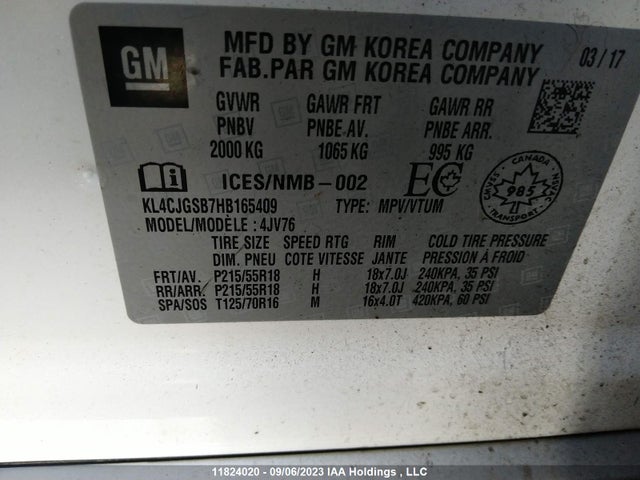 GM
MFD BY GM KOREA COMPANY 03/17
FAB.PAR GM KOREA COMPANY
GVWR GAWR FRT GAWR RR
PNBV PNBE AV. PNBE ARR.
2000 KG 1065 KG 995 KG
ICES/NMB-002 EC CANADA CMVSS 985 NSVAC
KL4CJGSB7HB165409 TYPE: MPV/VTUM
MODEL/MODÈLE : 4JV76
TIRE SIZE SPEED RTG RIM COLD TIRE PRESSURE
DIM. PNEU COTE VITESSE JANTE PRESSION À FROID
FRT/AV. P215/55R18 H 18x7.0J 240KPA, 35 PSI
RR/ARR. P215/55R18 H 18x7.0J 240KPA, 35 PSI
SPA/SOS T125/70R16 M 16x4.0T 420KPA, 60 PSI
11824020 - 09/06/2023 IAA Holdings , LLC